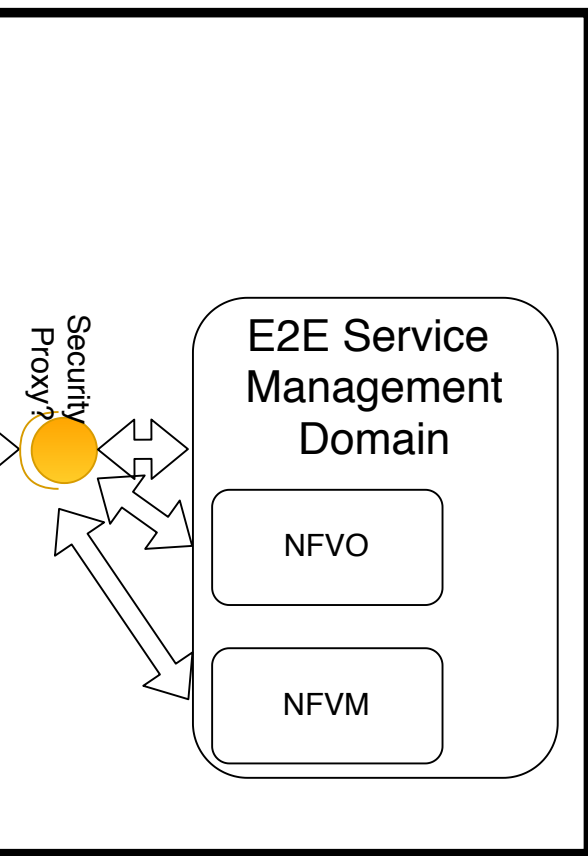 Security
Proxy?
E2E Service
Management
Domain
NFVO
NFVM